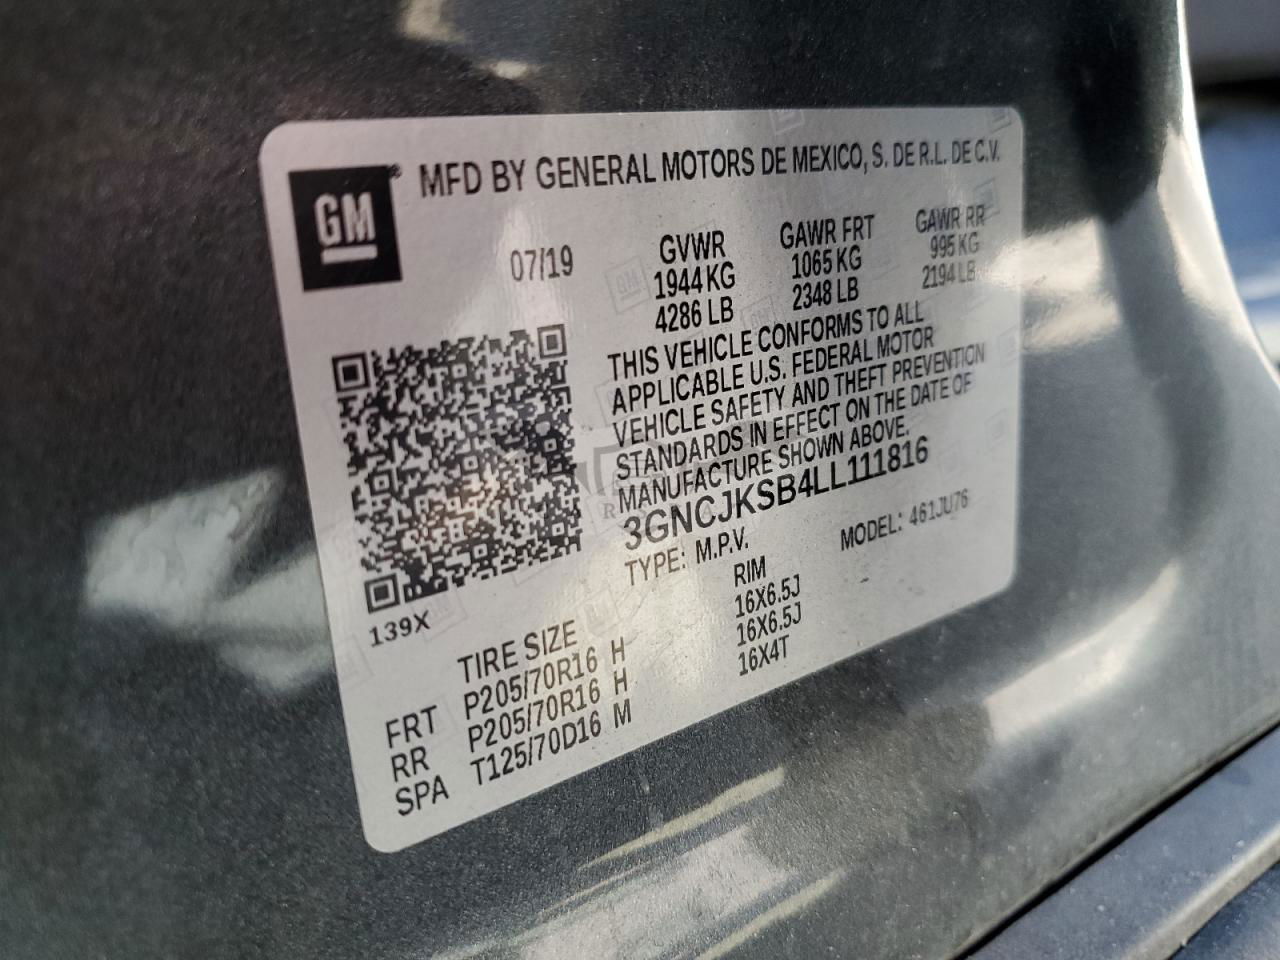 GM
MFD BY GENERAL MOTORS DE MEXICO, S. DE R.L. DE C.V.
07/19
GVWR GAWR FRT GAWR RR
1944 KG 1065 KG 995 KG
4286 LB 2348 LB 2194 LB
THIS VEHICLE CONFORMS TO ALL
APPLICABLE U.S. FEDERAL MOTOR
VEHICLE SAFETY AND THEFT PREVENTION
STANDARDS IN EFFECT ON THE DATE OF
MANUFACTURE SHOWN ABOVE.
3GNCJKSB4LL111816
TYPE: M.P.V. MODEL: 461JU76
139X
TIRE SIZE RIM
FRT P205/70R16 H 16X6.5J
RR P205/70R16 H 16X6.5J
SPA T125/70D16 M 16X4T